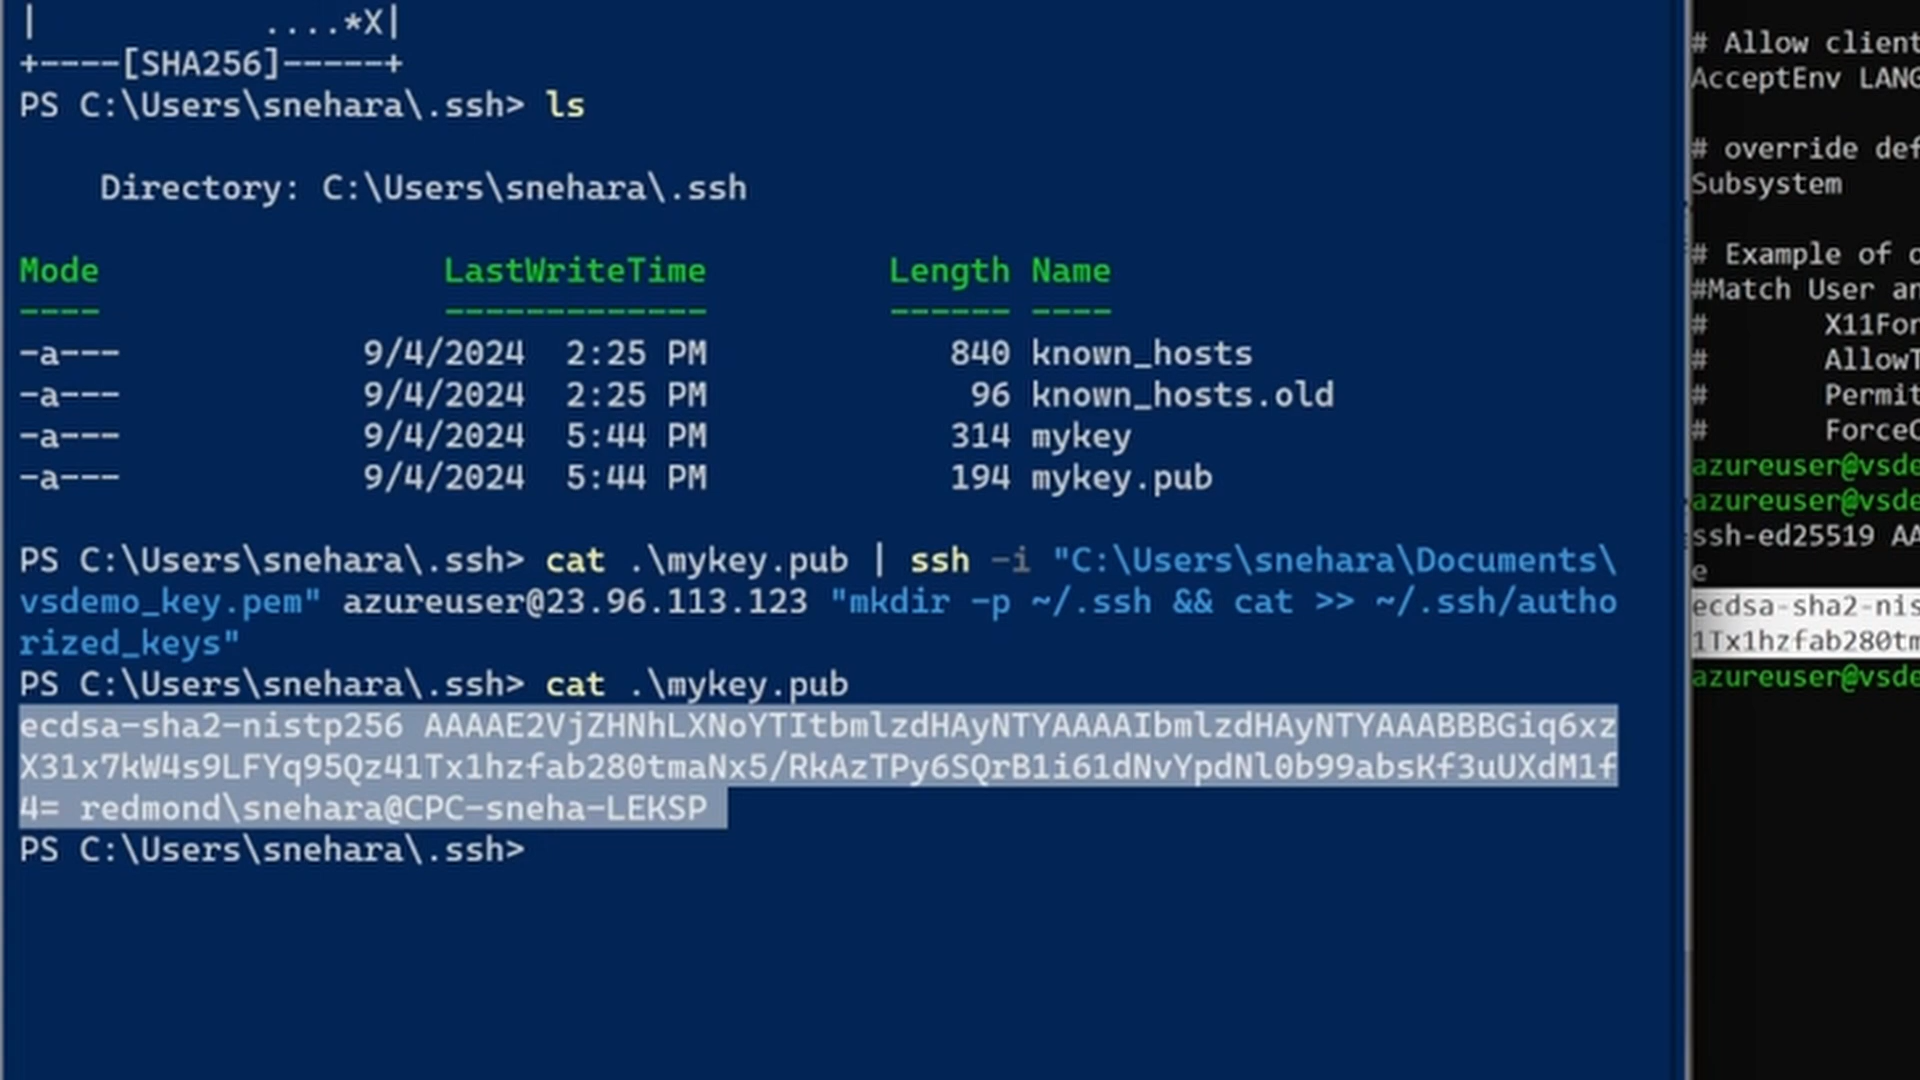 |            ....*X|
+----[SHA256]-----+
PS C:\Users\snehara\.ssh> ls
Directory: C:\Users\snehara\.ssh
Mode                 LastWriteTime         Length Name
----                 -------------         ------ ----
-a---            9/4/2024  2:25 PM            840 known_hosts
-a---            9/4/2024  2:25 PM             96 known_hosts.old
-a---            9/4/2024  5:44 PM            314 mykey
-a---            9/4/2024  5:44 PM            194 mykey.pub
PS C:\Users\snehara\.ssh> cat .\mykey.pub | ssh -i "C:\Users\snehara\Documents\
vsdemo_key.pem" azureuser@23.96.113.123 "mkdir -p ~/.ssh && cat >> ~/.ssh/autho
rized_keys"
PS C:\Users\snehara\.ssh> cat .\mykey.pub
ecdsa-sha2-nistp256 AAAAE2VjZHNhLXNoYTItbmlzdHAyNTYAAAAIbmlzdHAyNTYAAABBBGiq6xz
X31x7kW4s9LFYq95Qz41Tx1hzfab280tmaNx5/RkAzTPy6SQrB1i61dNvYpdNl0b99absKf3uUXdM1f
4= redmond\snehara@CPC-sneha-LEKSP
PS C:\Users\snehara\.ssh>
# Allow client
AcceptEnv LANG
# override def
Subsystem
# Example of o
#Match User an
#       X11For
#       AllowT
#       Permit
#       ForceC
azureuser@vsde
azureuser@vsde
ssh-ed25519 AA
e
ecdsa-sha2-nis
1Tx1hzfab280tm
azureuser@vsde